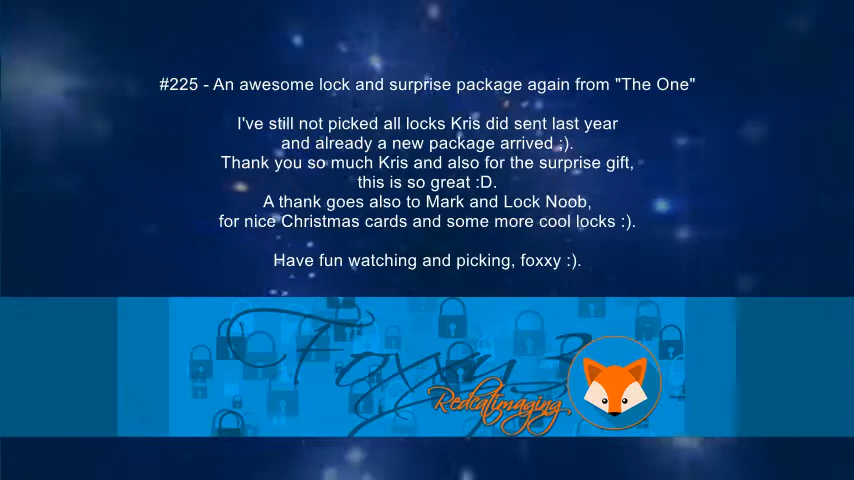 #225 - An awesome lock and surprise package again from "The One"
I've still not picked all locks Kris did sent last year
and already a new package arrived ;).
Thank you so much Kris and also for the surprise gift,
this is so great :D.
A thank goes also to Mark and Lock Noob,
for nice Christmas cards and some more cool locks :).
Have fun watching and picking, foxxy :).
Foxxy 3
Redcatimaging